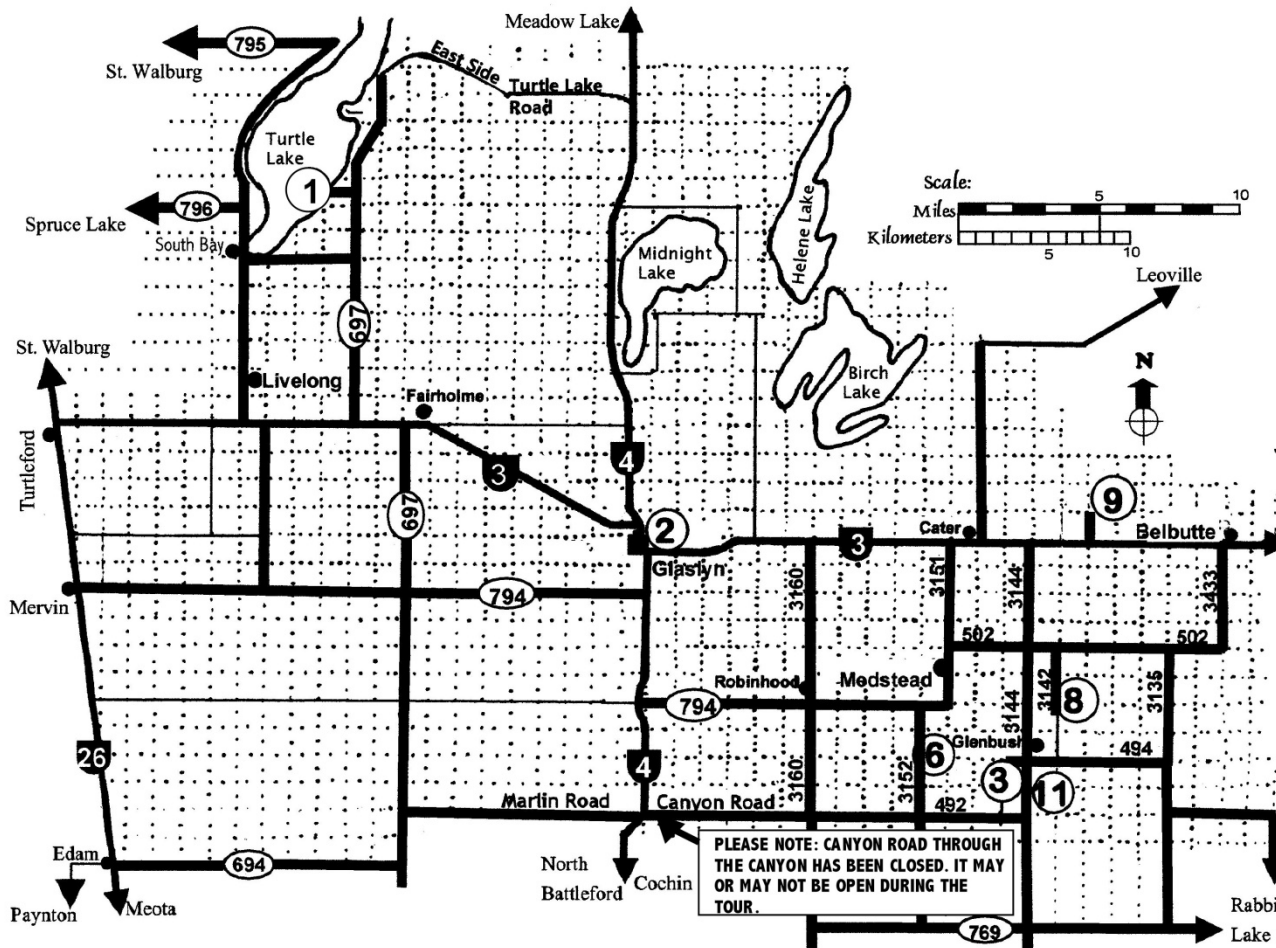 Meadow Lake
795
St. Walburg
East Side
Turtle Lake
Road
Turtle
Lake
1
796
Spruce Lake
South Bay
Scale:
Miles
5
10
Kilometers
5
10
Helene Lake
Midnight
Lake
Leoville
697
St. Walburg
N
Livelong
Birch
Lake
Fairholme
Turtleford
4
3
9
697
2
Cater
Belbutte
3
Glaslyn
3160
3151
3144
3433
Mervin
794
502
502
Robinhood
Medstead
3144
3142
3135
8
794
6
Glenbush
494
26
4
3160
3152
3
11
Martin Road
Canyon Road
492
PLEASE NOTE: CANYON ROAD THROUGH
THE CANYON HAS BEEN CLOSED. IT MAY
OR MAY NOT BE OPEN DURING THE
TOUR.
Edam
694
North
Battleford
Cochin
Paynton
Meota
769
Rabbi
Lake